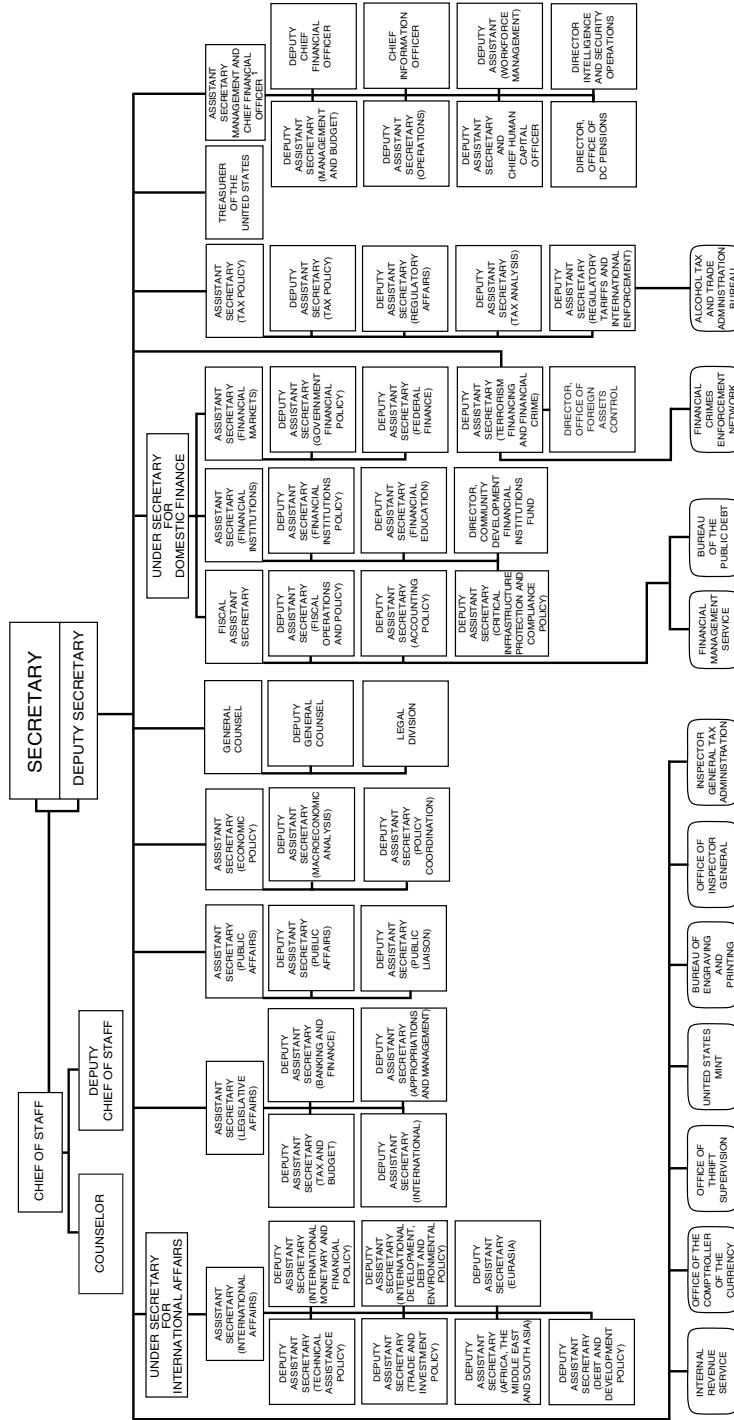 SECRETARY
DEPUTY SECRETARY
CHIEF OF STAFF
COUNSELOR
DEPUTY
CHIEF OF STAFF
UNDER SECRETARY
FOR
INTERNATIONAL AFFAIRS
ASSISTANT
SECRETARY
(INTERNATIONAL
AFFAIRS)
DEPUTY
ASSISTANT
SECRETARY
(TECHNICAL
ASSISTANCE
POLICY)
DEPUTY
ASSISTANT
SECRETARY
(INTERNATIONAL
MONETARY AND
FINANCIAL
POLICY)
DEPUTY
ASSISTANT
SECRETARY
(TRADE AND
INVESTMENT
POLICY)
DEPUTY
ASSISTANT
SECRETARY
(INTERNATIONAL
DEVELOPMENT,
DEBT AND
ENVIRONMENTAL
POLICY)
DEPUTY
ASSISTANT
SECRETARY
(AFRICA, THE
MIDDLE EAST
AND SOUTH ASIA)
DEPUTY
ASSISTANT
SECRETARY
(EURASIA)
DEPUTY
ASSISTANT
SECRETARY
(DEBT AND
DEVELOPMENT
POLICY)
ASSISTANT
SECRETARY
(LEGISLATIVE
AFFAIRS)
DEPUTY
ASSISTANT
SECRETARY
(TAX AND
BUDGET)
DEPUTY
ASSISTANT
SECRETARY
(BANKING AND
FINANCE)
DEPUTY
ASSISTANT
SECRETARY
(INTERNATIONAL)
DEPUTY
ASSISTANT
SECRETARY
(APPROPRIATIONS
AND MANAGEMENT)
ASSISTANT
SECRETARY
(PUBLIC
AFFAIRS)
DEPUTY
ASSISTANT
SECRETARY
(PUBLIC
AFFAIRS)
DEPUTY
ASSISTANT
SECRETARY
(PUBLIC
LIAISON)
ASSISTANT
SECRETARY
(ECONOMIC
POLICY)
DEPUTY
ASSISTANT
SECRETARY
(MACROECONOMIC
ANALYSIS)
DEPUTY
ASSISTANT
SECRETARY
(POLICY
COORDINATION)
GENERAL
COUNSEL
DEPUTY
GENERAL
COUNSEL
LEGAL
DIVISION
UNDER SECRETARY
FOR
DOMESTIC FINANCE
FISCAL
ASSISTANT
SECRETARY
DEPUTY
ASSISTANT
SECRETARY
(FISCAL
OPERATIONS
AND POLICY)
DEPUTY
ASSISTANT
SECRETARY
(ACCOUNTING
POLICY)
DEPUTY
ASSISTANT
SECRETARY
(CRITICAL
INFRASTRUCTURE
PROTECTION AND
COMPLIANCE
POLICY)
ASSISTANT
SECRETARY
(FINANCIAL
INSTITUTIONS)
DEPUTY
ASSISTANT
SECRETARY
(FINANCIAL
INSTITUTIONS
POLICY)
DEPUTY
ASSISTANT
SECRETARY
(FINANCIAL
EDUCATION)
DIRECTOR,
COMMUNITY
DEVELOPMENT
FINANCIAL
INSTITUTIONS
FUND
ASSISTANT
SECRETARY
(FINANCIAL
MARKETS)
DEPUTY
ASSISTANT
SECRETARY
(GOVERNMENT
FINANCIAL
POLICY)
DEPUTY
ASSISTANT
SECRETARY
(FEDERAL
FINANCE)
DEPUTY
ASSISTANT
SECRETARY
(TERRORISM
FINANCING
AND FINANCIAL
CRIME)
DIRECTOR,
OFFICE OF
FOREIGN
ASSETS
CONTROL
ASSISTANT
SECRETARY
(TAX POLICY)
DEPUTY
ASSISTANT
SECRETARY
(TAX POLICY)
DEPUTY
ASSISTANT
SECRETARY
(REGULATORY
AFFAIRS)
DEPUTY
ASSISTANT
SECRETARY
(TAX ANALYSIS)
DEPUTY
ASSISTANT
SECRETARY
(REGULATORY
TARIFFS AND
INTERNATIONAL
ENFORCEMENT)
TREASURER
OF THE
UNITED STATES
ASSISTANT
SECRETARY
MANAGEMENT AND
CHIEF FINANCIAL
OFFICER 1
DEPUTY
ASSISTANT
SECRETARY
(MANAGEMENT
AND BUDGET)
DEPUTY
CHIEF
FINANCIAL
OFFICER
DEPUTY
ASSISTANT
SECRETARY
(OPERATIONS)
CHIEF
INFORMATION
OFFICER
DEPUTY
ASSISTANT
SECRETARY
AND
CHIEF HUMAN
CAPITAL
OFFICER
DEPUTY
ASSISTANT
(WORKFORCE
MANAGEMENT)
DIRECTOR,
OFFICE OF
DC PENSIONS
DIRECTOR
INTELLIGENCE
AND SECURITY
OPERATIONS
INTERNAL
REVENUE
SERVICE
OFFICE OF THE
COMPTROLLER
OF THE
CURRENCY
OFFICE OF
THRIFT
SUPERVISION
UNITED STATES
MINT
BUREAU OF
ENGRAVING
AND
PRINTING
OFFICE OF
INSPECTOR
GENERAL
INSPECTOR
GENERAL TAX
ADMINISTRATION
FINANCIAL
MANAGEMENT
SERVICE
BUREAU
OF THE
PUBLIC DEBT
FINANCIAL
CRIMES
ENFORCEMENT
NETWORK
ALCOHOL TAX
AND TRADE
ADMINISTRATION
BUREAU